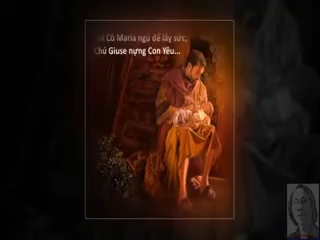 Cô Maria ngủ để lấy sức,
Chú Giuse nựng Con Yêu...